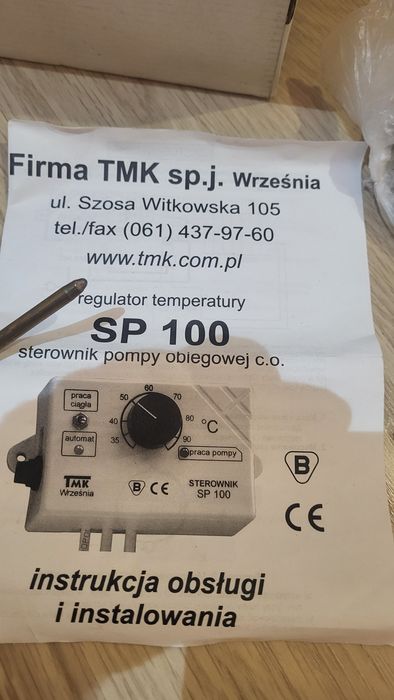 Firma TMK sp.j. Września
ul. Szosa Witkowska 105
tel./fax (061) 437-97-60
www.tmk.com.pl
regulator temperatury
SP 100
sterownik pompy obiegowej c.o.
praca
ciągła
automat
35
40
50
60
70
80
90
°C
praca pompy
TMK
Września
B CE
STEROWNIK
SP 100
B
CE
instrukcja obsługi
i instalowania